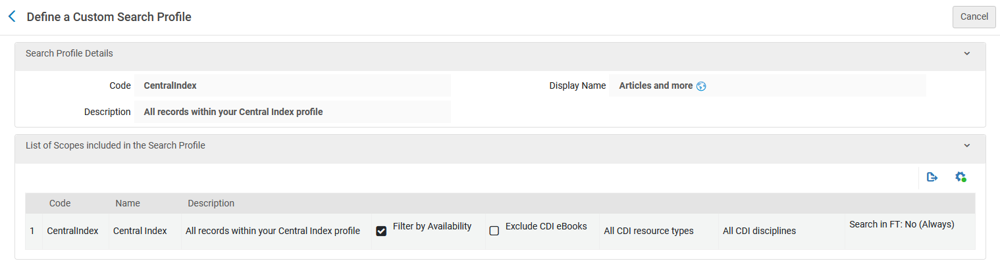 Define a Custom Search Profile
Cancel
Search Profile Details
Code CentralIndex Display Name Articles and more
Description All records within your Central Index profile
List of Scopes included in the Search Profile
Code Name Description
1 CentralIndex Central Index All records within your Central Index profile Filter by Availability Exclude CDI eBooks All CDI resource types All CDI disciplines Search in FT: No (Always)